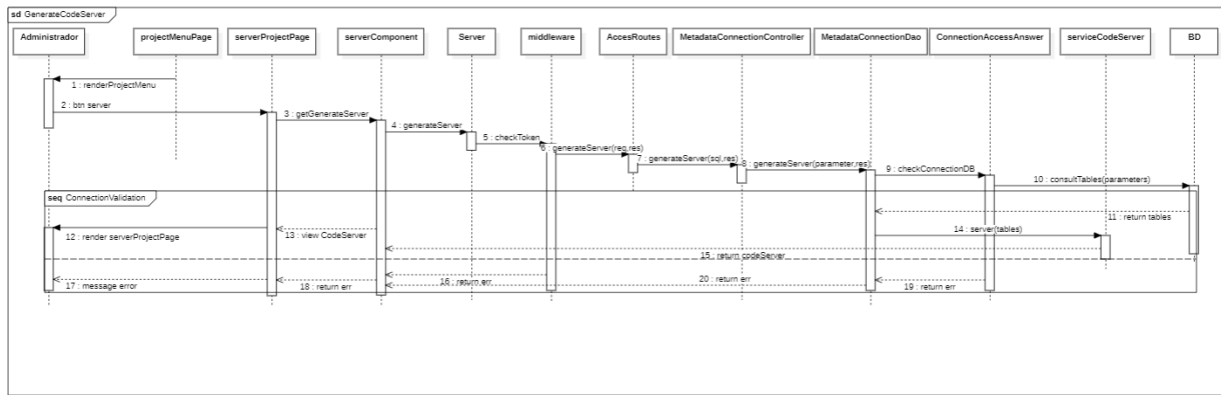 sd GenerateCodeServer
Administrador
projectMenuPage
serverProjectPage
serverComponent
Server
middleware
AccesRoutes
MetadataConnectionController
MetadataConnectionDao
ConnectionAccessAnswer
serviceCodeServer
BD
1 : renderProjectMenu
2 : btn server
3 : getGenerateServer
4 : generateServer
5 : checkToken
6 : generateServer(req,res)
7 : generateServer(sql,res)
8 : generateServer(parameter,res)
9 : checkConnectionDB
10 : consultTables(parameters)
seq ConnectionValidation
11 : return tables
12 : render serverProjectPage
13 : view CodeServer
14 : server(tables)
15 : return codeServer
16 : return err
17 : message error
18 : return err
20 : return err
19 : return err